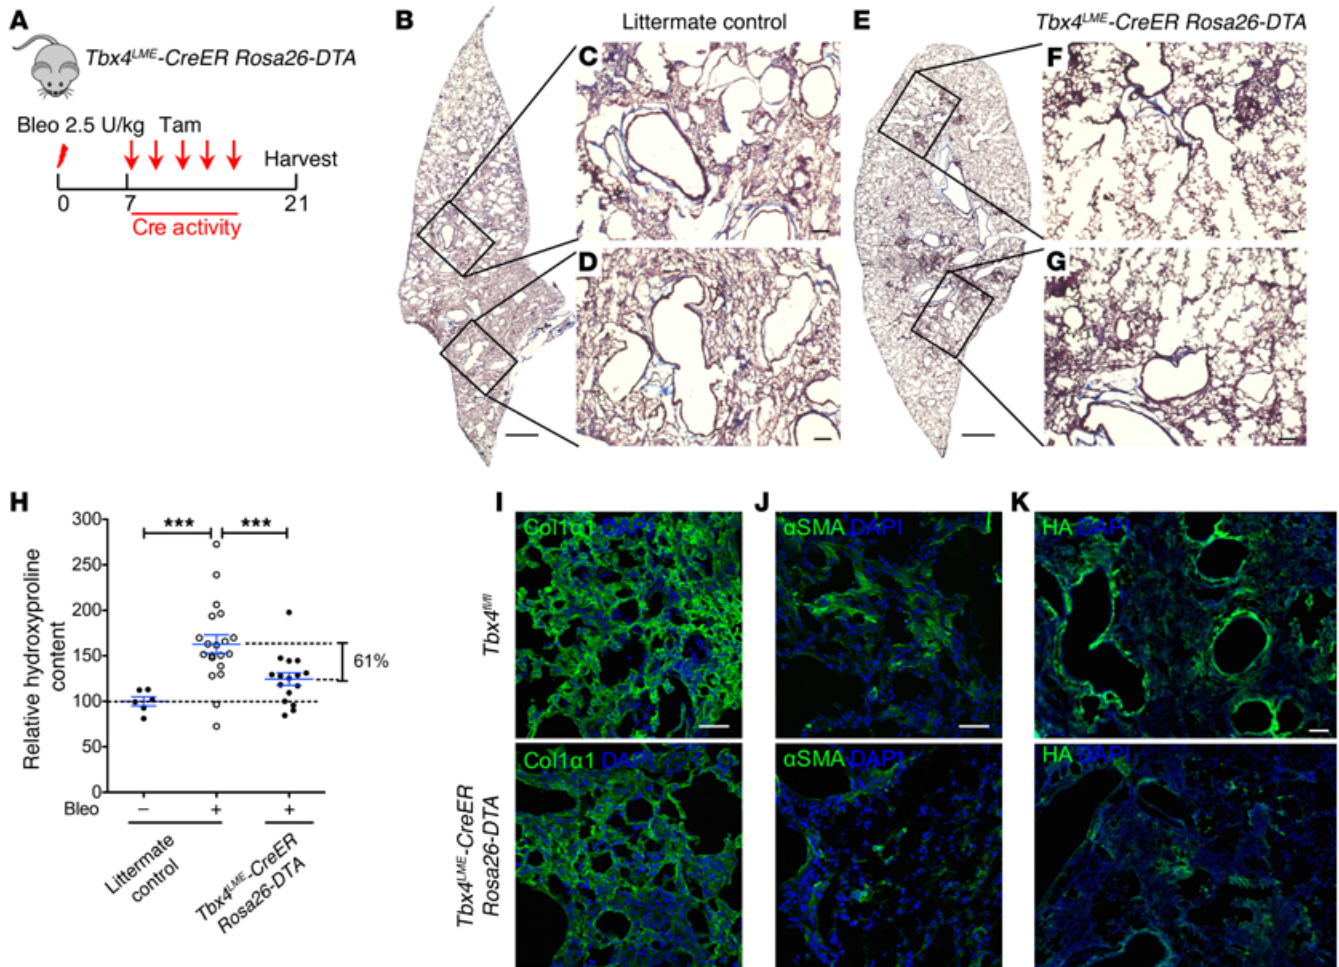 A
Tbx4LME-CreER Rosa26-DTA
Bleo 2.5 U/kg Tam
Harvest
0 7 21
Cre activity
B Littermate control
C
D
E Tbx4LME-CreER Rosa26-DTA
F
G
H
Relative hydroxyproline
content
300
250
200
150
100
50
0
*** ***
61%
Bleo − + +
Littermate
control
Tbx4LME-CreER
Rosa26-DTA
I J K
Tbx4fl/fl
Col1α1 DAPI
αSMA DAPI
HA DAPI
Tbx4LME-CreER
Rosa26-DTA
Col1α1 DAPI
αSMA DAPI
HA DAPI